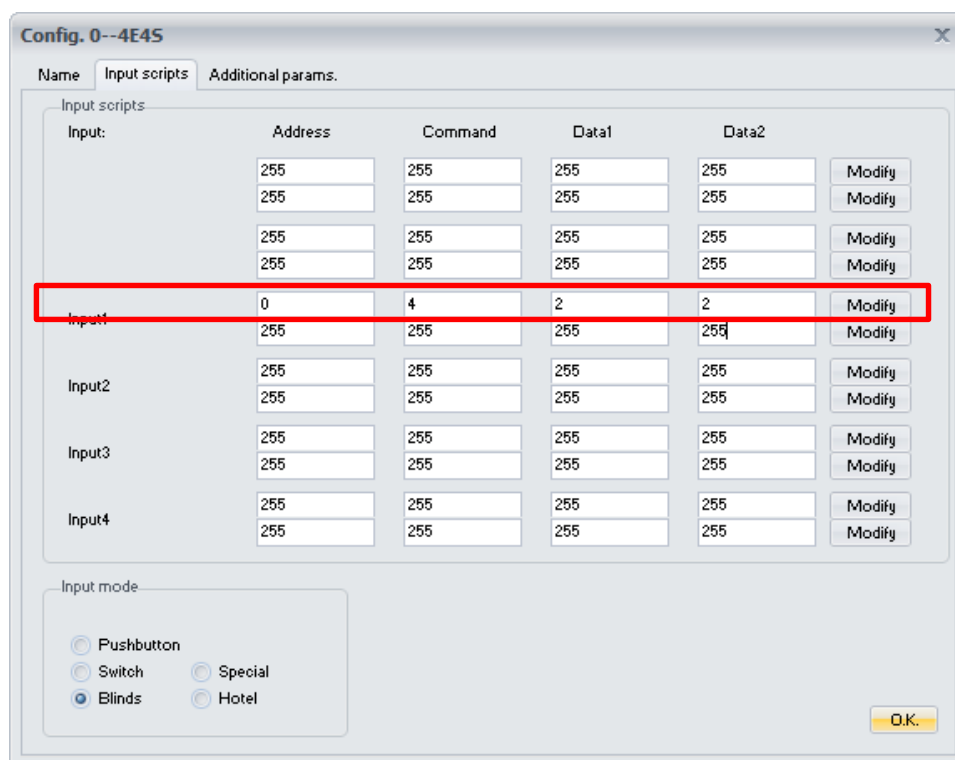 Config. 0--4E4S X
Name Input scripts Additional params.
Input scripts
Input: Address Command Data1 Data2
255 255 255 255 Modify
255 255 255 255 Modify
255 255 255 255 Modify
255 255 255 255 Modify
0 4 2 2 Modify
Input1
255 255 255 255 Modify
255 255 255 255 Modify
Input2
255 255 255 255 Modify
255 255 255 255 Modify
Input3
255 255 255 255 Modify
255 255 255 255 Modify
Input4
255 255 255 255 Modify
Input mode
Pushbutton
Switch Special
Blinds Hotel
O.K.